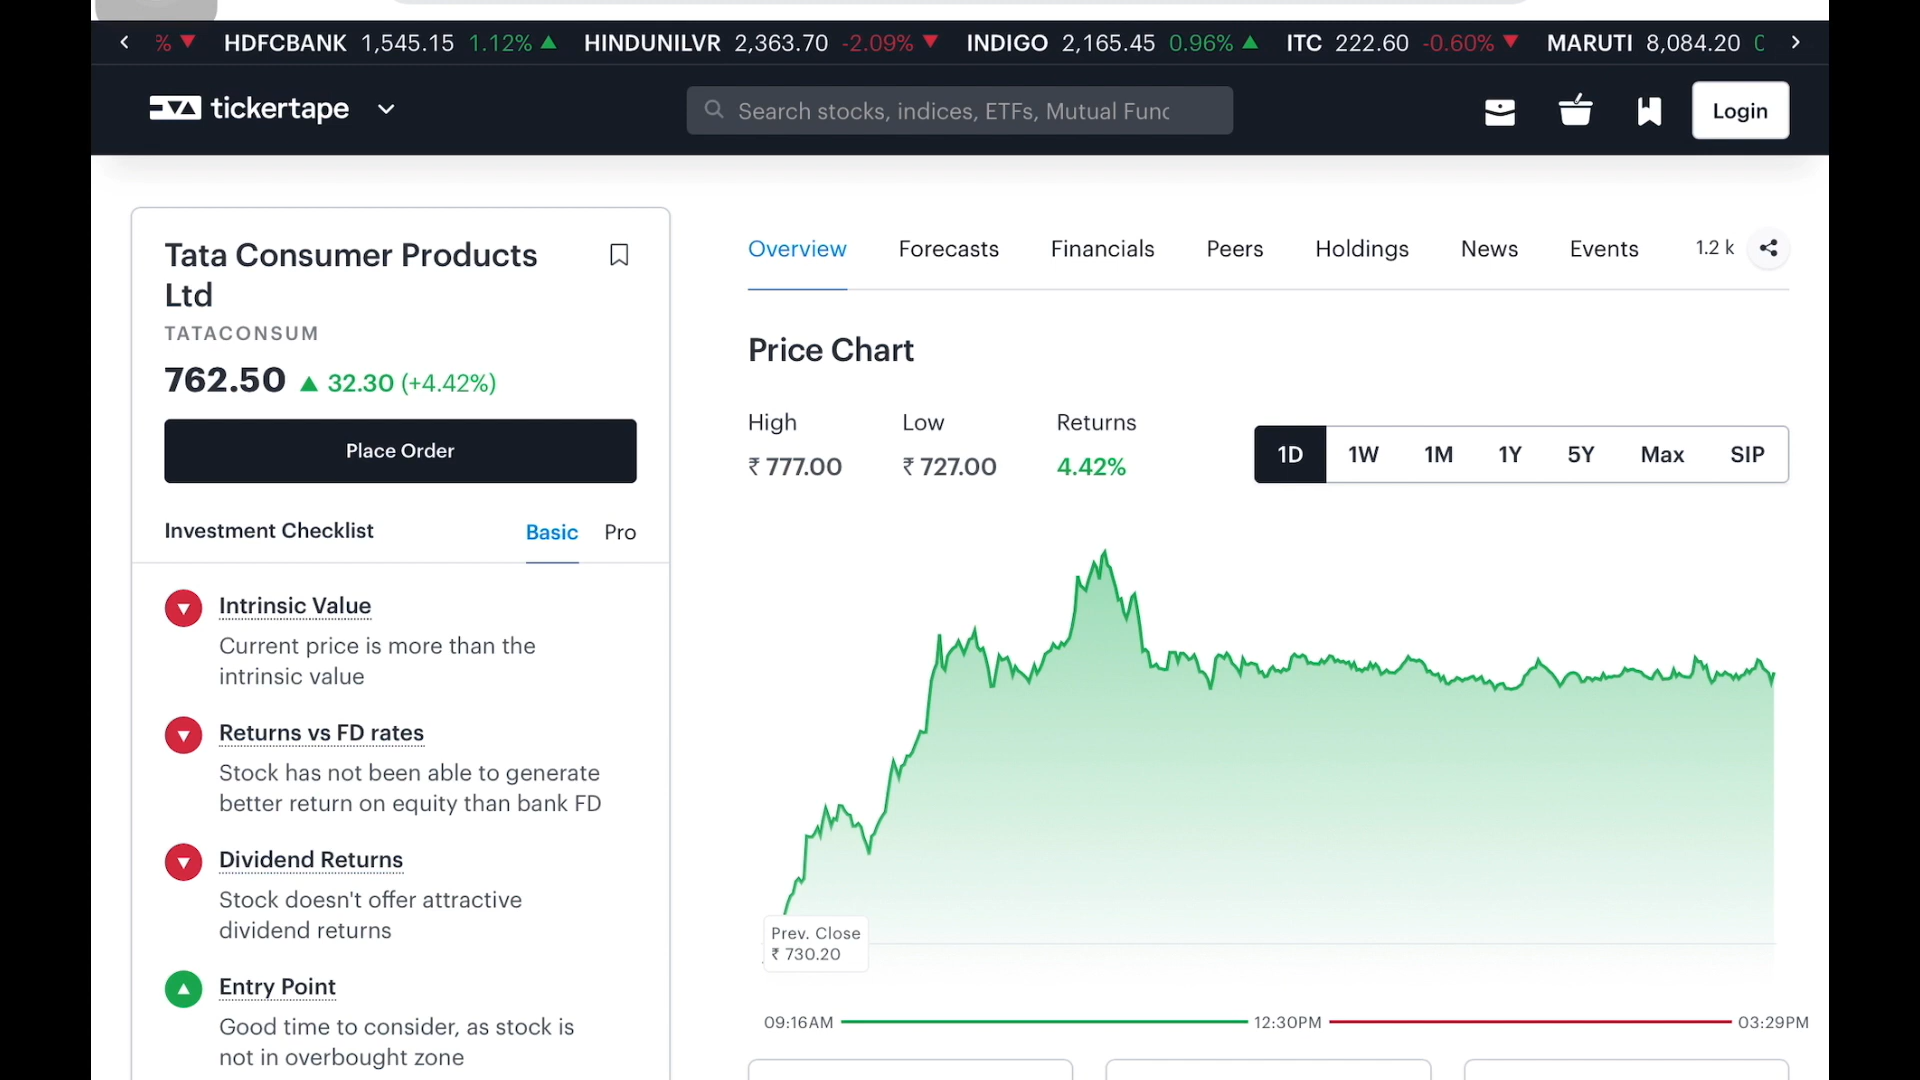 % ▼ HDFCBANK 1,545.15 1.12% ▲ HINDUNILVR 2,363.70 -2.09% ▼ INDIGO 2,165.45 0.96% ▲ ITC 222.60 -0.60% ▼ MARUTI 8,084.20
tickertape
Search stocks, indices, ETFs, Mutual Func
Login
Tata Consumer Products
Ltd
TATACONSUM
762.50 ▲ 32.30 (+4.42%)
Place Order
Investment Checklist
Basic Pro
Intrinsic Value
Current price is more than the
intrinsic value
Returns vs FD rates
Stock has not been able to generate
better return on equity than bank FD
Dividend Returns
Stock doesn't offer attractive
dividend returns
Entry Point
Good time to consider, as stock is
not in overbought zone
Overview Forecasts Financials Peers Holdings News Events 1.2 k
Price Chart
High Low Returns
₹ 777.00 ₹ 727.00 4.42%
1D 1W 1M 1Y 5Y Max SIP
Prev. Close
₹ 730.20
09:16AM 12:30PM 03:29PM